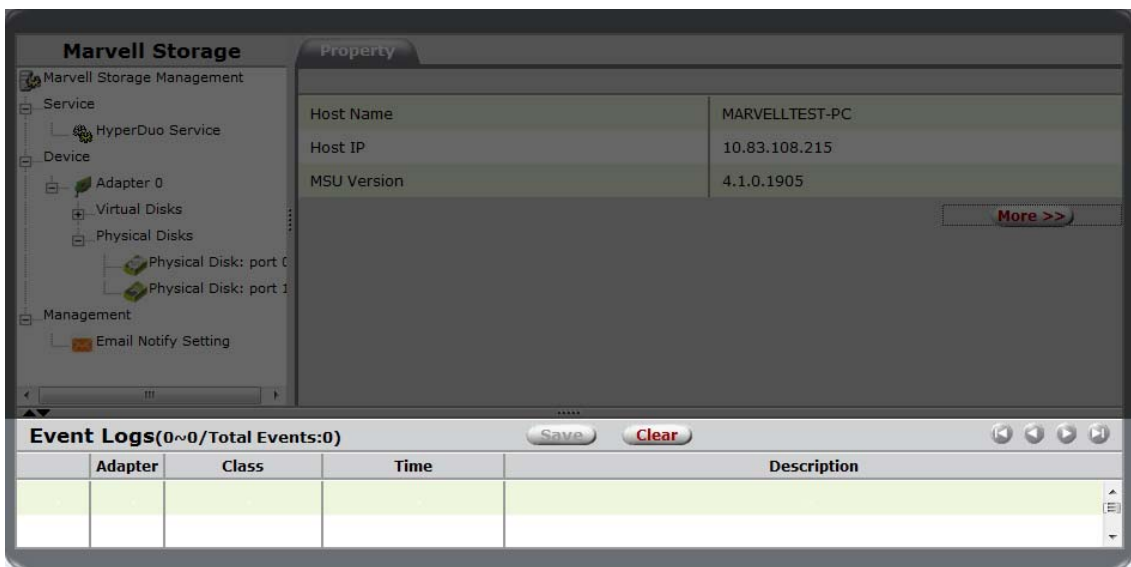 Marvell Storage
Property
Marvell Storage Management
Service
HyperDuo Service
Device
Adapter 0
Virtual Disks
Physical Disks
Physical Disk: port 0
Physical Disk: port 1
Management
Email Notify Setting
Host Name MARVELLTEST-PC
Host IP 10.83.108.215
MSU Version 4.1.0.1905
More >>
Event Logs(0~0/Total Events:0) Save Clear
Adapter Class Time Description